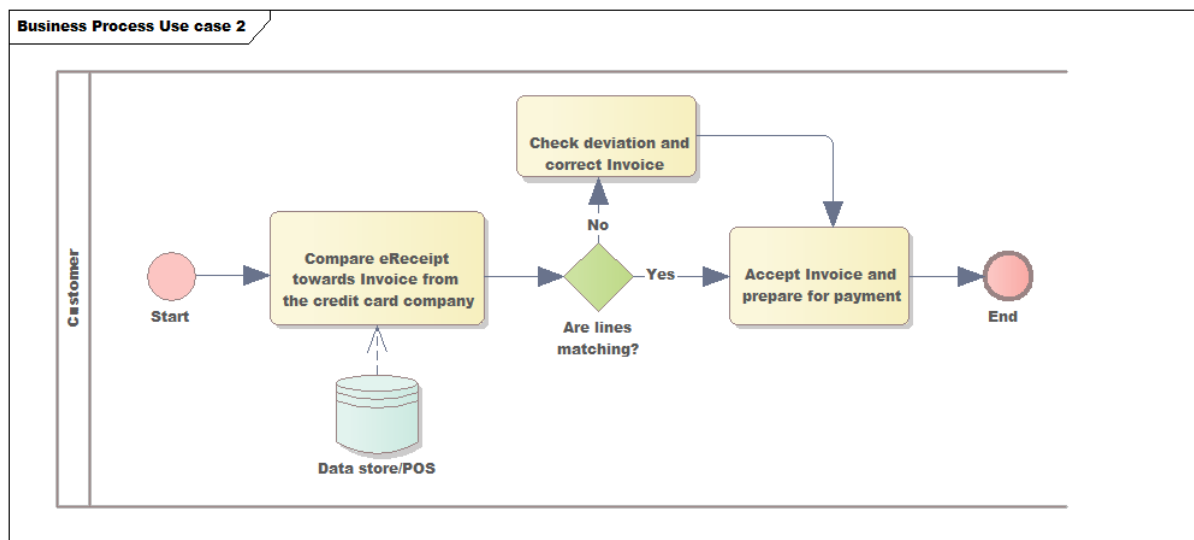 Business Process Use case 2
Customer
Start
Compare eReceipt
towards Invoice from
the credit card company
Data store/POS
Are lines
matching?
No
Yes
Check deviation and
correct Invoice
Accept Invoice and
prepare for payment
End